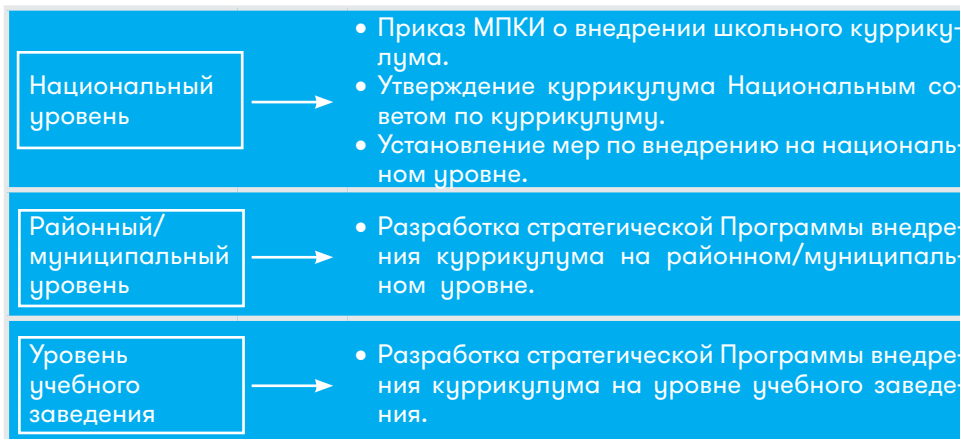 Национальный
уровень
• Приказ МПКИ о внедрении школьного куррику-
лума.
• Утверждение куррикулума Национальным со-
ветом по куррикулуму.
• Установление мер по внедрению на националь-
ном уровне.
Районный/
муниципальный
уровень
• Разработка стратегической Программы внедре-
ния куррикулума на районном/муниципаль-
ном уровне.
Уровень
учебного
заведения
• Разработка стратегической Программы внедре-
ния куррикулума на уровне учебного заведе-
ния.